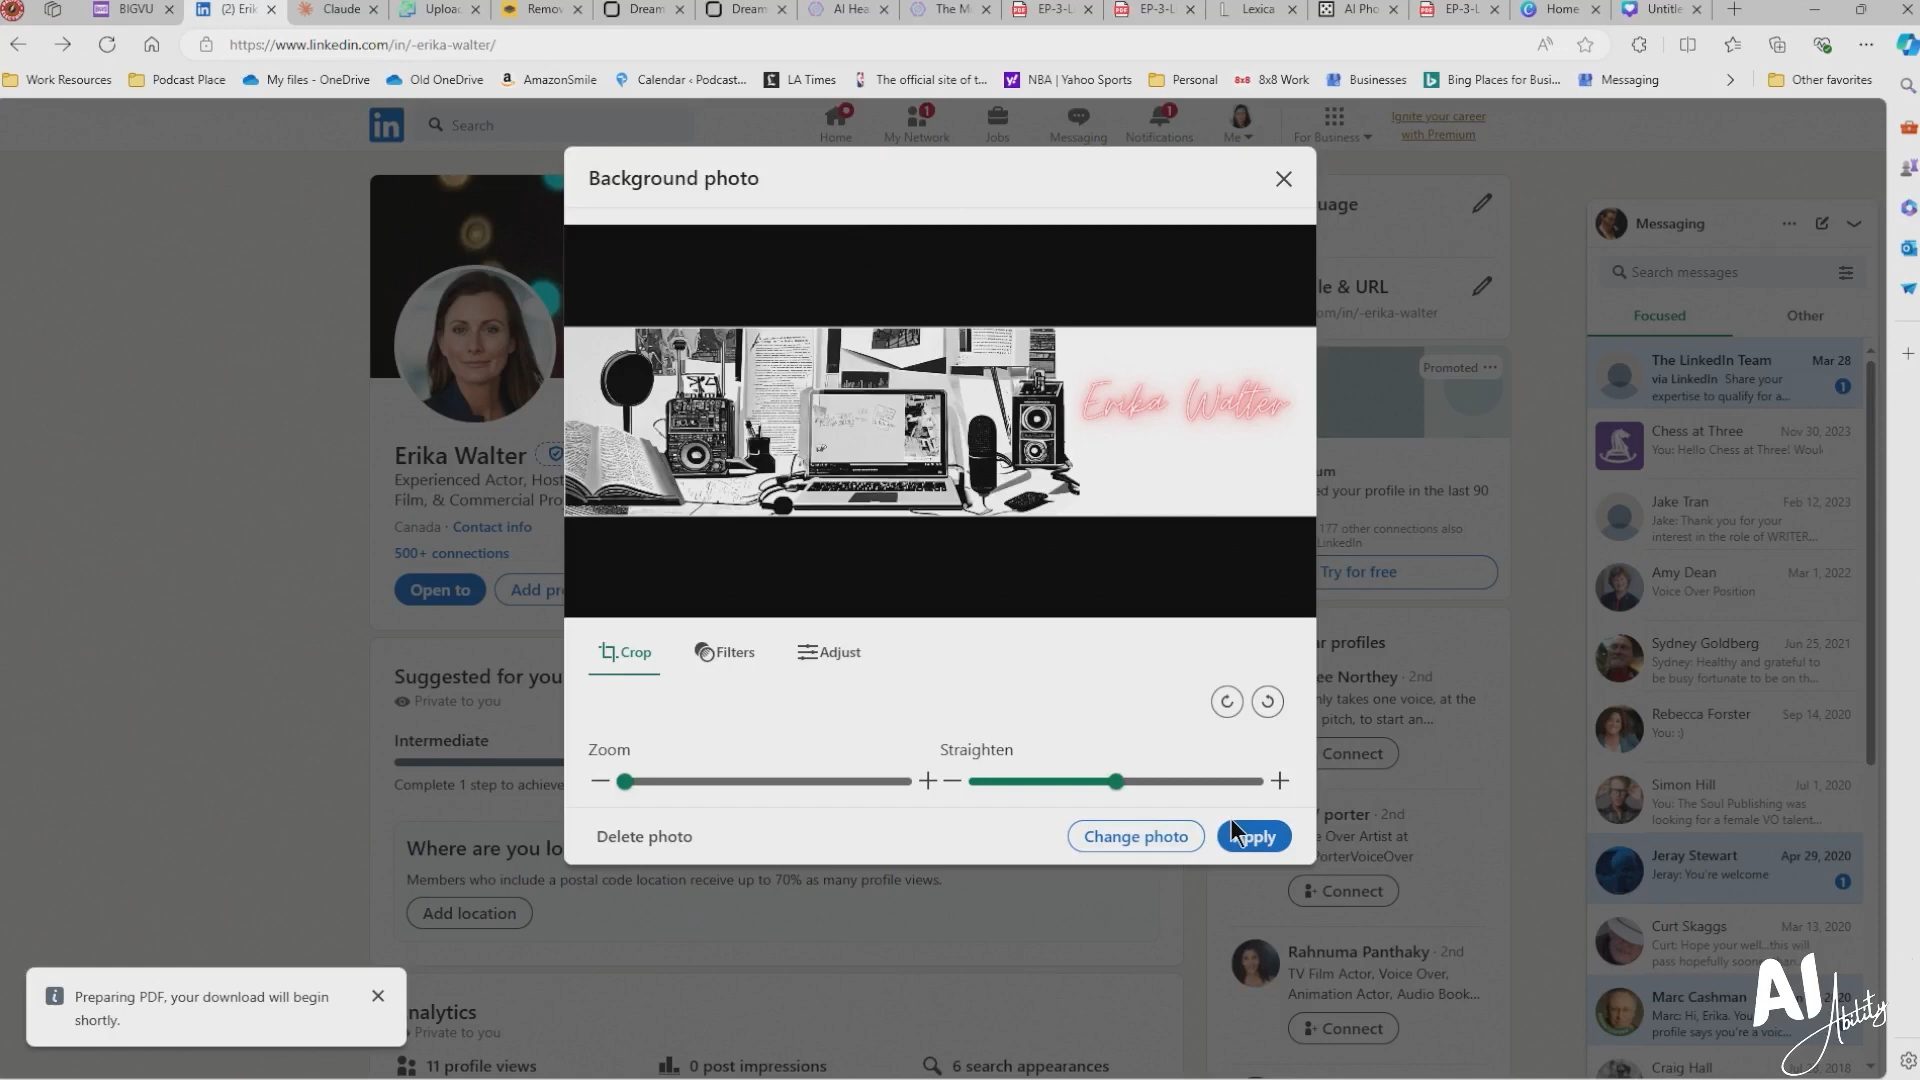 BIGVU
(2) Erik
Claude
Uploac
Remov
Dream
Dream
AI Hea
The M
EP-3-L
EP-3-L
Lexica
AI Pho
EP-3-L
Home
Untitle
https://www.linkedin.com/in/-erika-walter/
Work Resources
Podcast Place
My files - OneDrive
Old OneDrive
AmazonSmile
Calendar ‹ Podcast...
LA Times
The official site of t...
NBA | Yahoo Sports
Personal
8x8 Work
Businesses
Bing Places for Busi...
Messaging
Other favorites
in
Search
Home
1
My Network
Jobs
Messaging
1
Notifications
Me
For Business
Ignite your career
with Premium
Background photo
Erika Walter
Crop
Filters
Adjust
Zoom
Straighten
Delete photo
Change photo
Apply
Erika Walter
Experienced Actor, Host
Film, & Commercial Pro
Canada · Contact info
500+ connections
Open to
Add pr
Suggested for you
Private to you
Intermediate
Complete 1 step to achieve
Where are you lo
Members who include a postal code location receive up to 70% as many profile views.
Add location
Preparing PDF, your download will begin
shortly.
nalytics
Private to you
11 profile views
0 post impressions
6 search appearances
uage
le & URL
om/in/-erika-walter
Promoted
um
ed your profile in the last 90
177 other connections also
LinkedIn
Try for free
ar profiles
ee Northey · 2nd
nly takes one voice, at the
pitch, to start an...
Connect
porter · 2nd
e Over Artist at
PorterVoiceOver
Connect
Rahnuma Panthaky · 2nd
TV Film Actor, Voice Over,
Animation Actor, Audio Book...
Connect
Messaging
Search messages
Focused
Other
The LinkedIn Team Mar 28
via LinkedIn Share your
expertise to qualify for a...
1
Chess at Three Nov 30, 2023
You: Hello Chess at Three! Woul
Jake Tran Feb 12, 2023
Jake: Thank you for your
interest in the role of WRITER...
Amy Dean Mar 1, 2022
Voice Over Position
Sydney Goldberg Jun 25, 2021
Sydney: Healthy and grateful to
be busy fortunate to be on th...
Rebecca Forster Sep 14, 2020
You: :)
Simon Hill Jul 1, 2020
You: The Soul Publishing was
looking for a female VO talent...
Jeray Stewart Apr 29, 2020
Jeray: You're welcome
1
Curt Skaggs Mar 13, 2020
Curt: Hope your well...this will
pass hopefully soone
Marc Cashman 2020
Marc: Hi, Erika. You
profile says you're a voic...
Craig Hall 2018
AI Ability